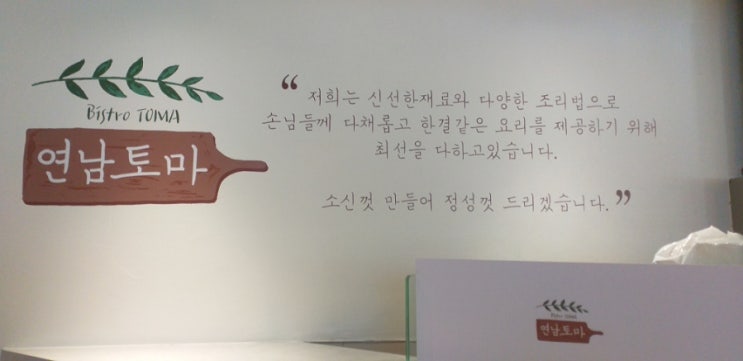 Bistro TOMA
연남토마
“ 저희는 신선한재료와 다양한 조리법으로
손님들께 다채롭고 한결같은 요리를 제공하기 위해
최선을 다하고있습니다.
소신껏 만들어 정성껏 드리겠습니다. ”
Bistro TOMA
연남토마